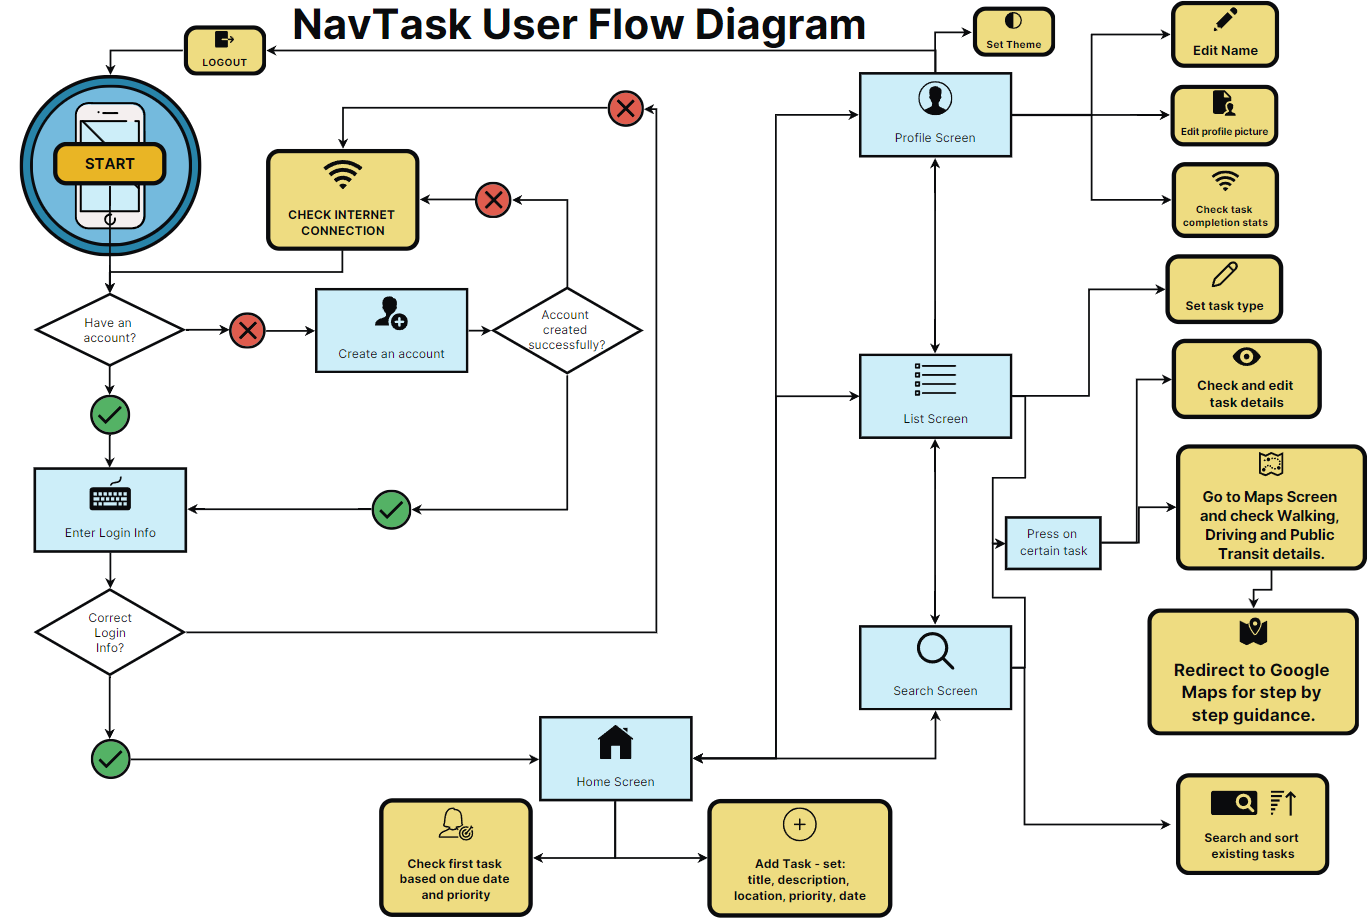 NavTask User Flow Diagram
LOGOUT
Set Theme
Edit Name
START
Profile Screen
Edit profile picture
CHECK INTERNET
CONNECTION
Check task
completion stats
Set task type
Have an
account?
Create an account
Account
created
successfully?
List Screen
Check and edit
task details
Enter Login Info
Press on
certain task
Go to Maps Screen
and check Walking,
Driving and Public
Transit details.
Correct
Login
Info?
Search Screen
Redirect to Google
Maps for step by
step guidance.
Home Screen
Check first task
based on due date
and priority
Add Task - set:
title, description,
location, priority, date
Search and sort
existing tasks